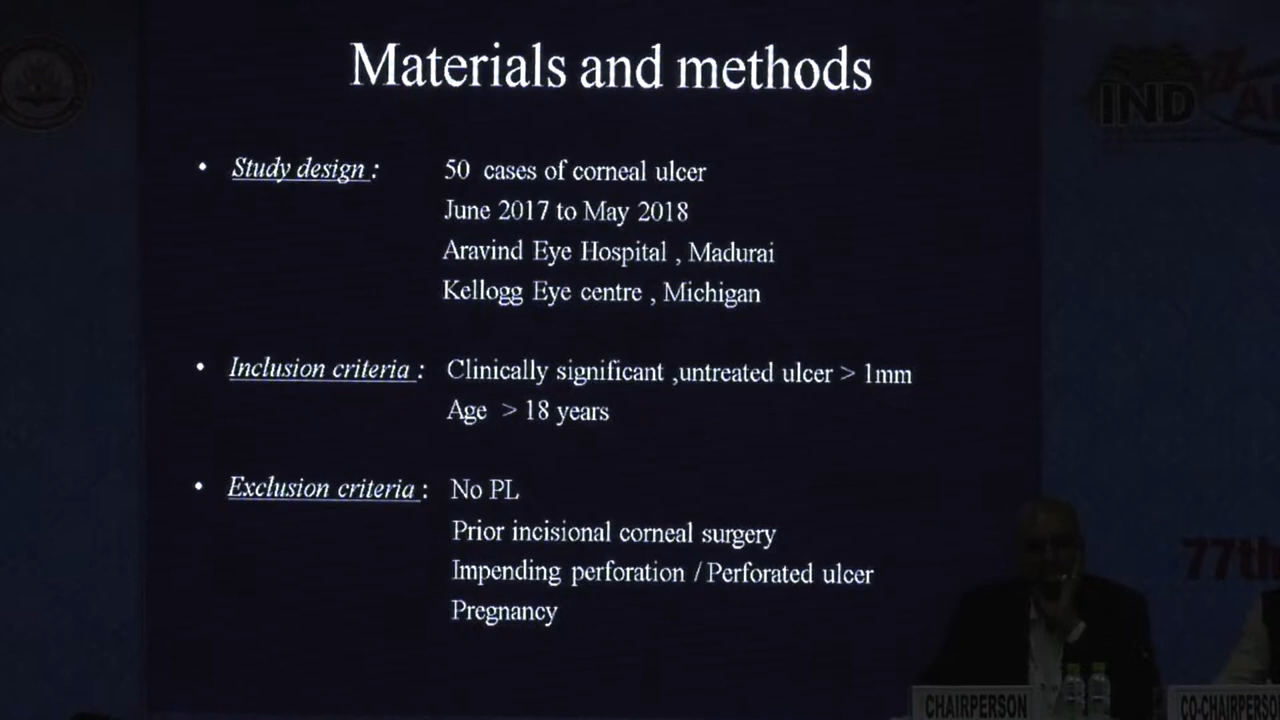 Materials and methods
• Study design : 50 cases of corneal ulcer
June 2017 to May 2018
Aravind Eye Hospital , Madurai
Kellogg Eye centre , Michigan
• Inclusion criteria : Clinically significant ,untreated ulcer > 1mm
Age > 18 years
• Exclusion criteria : No PL
Prior incisional corneal surgery
Impending perforation / Perforated ulcer
Pregnancy
IND
77th
CHAIRPERSON
CO-CHAIRPERSO